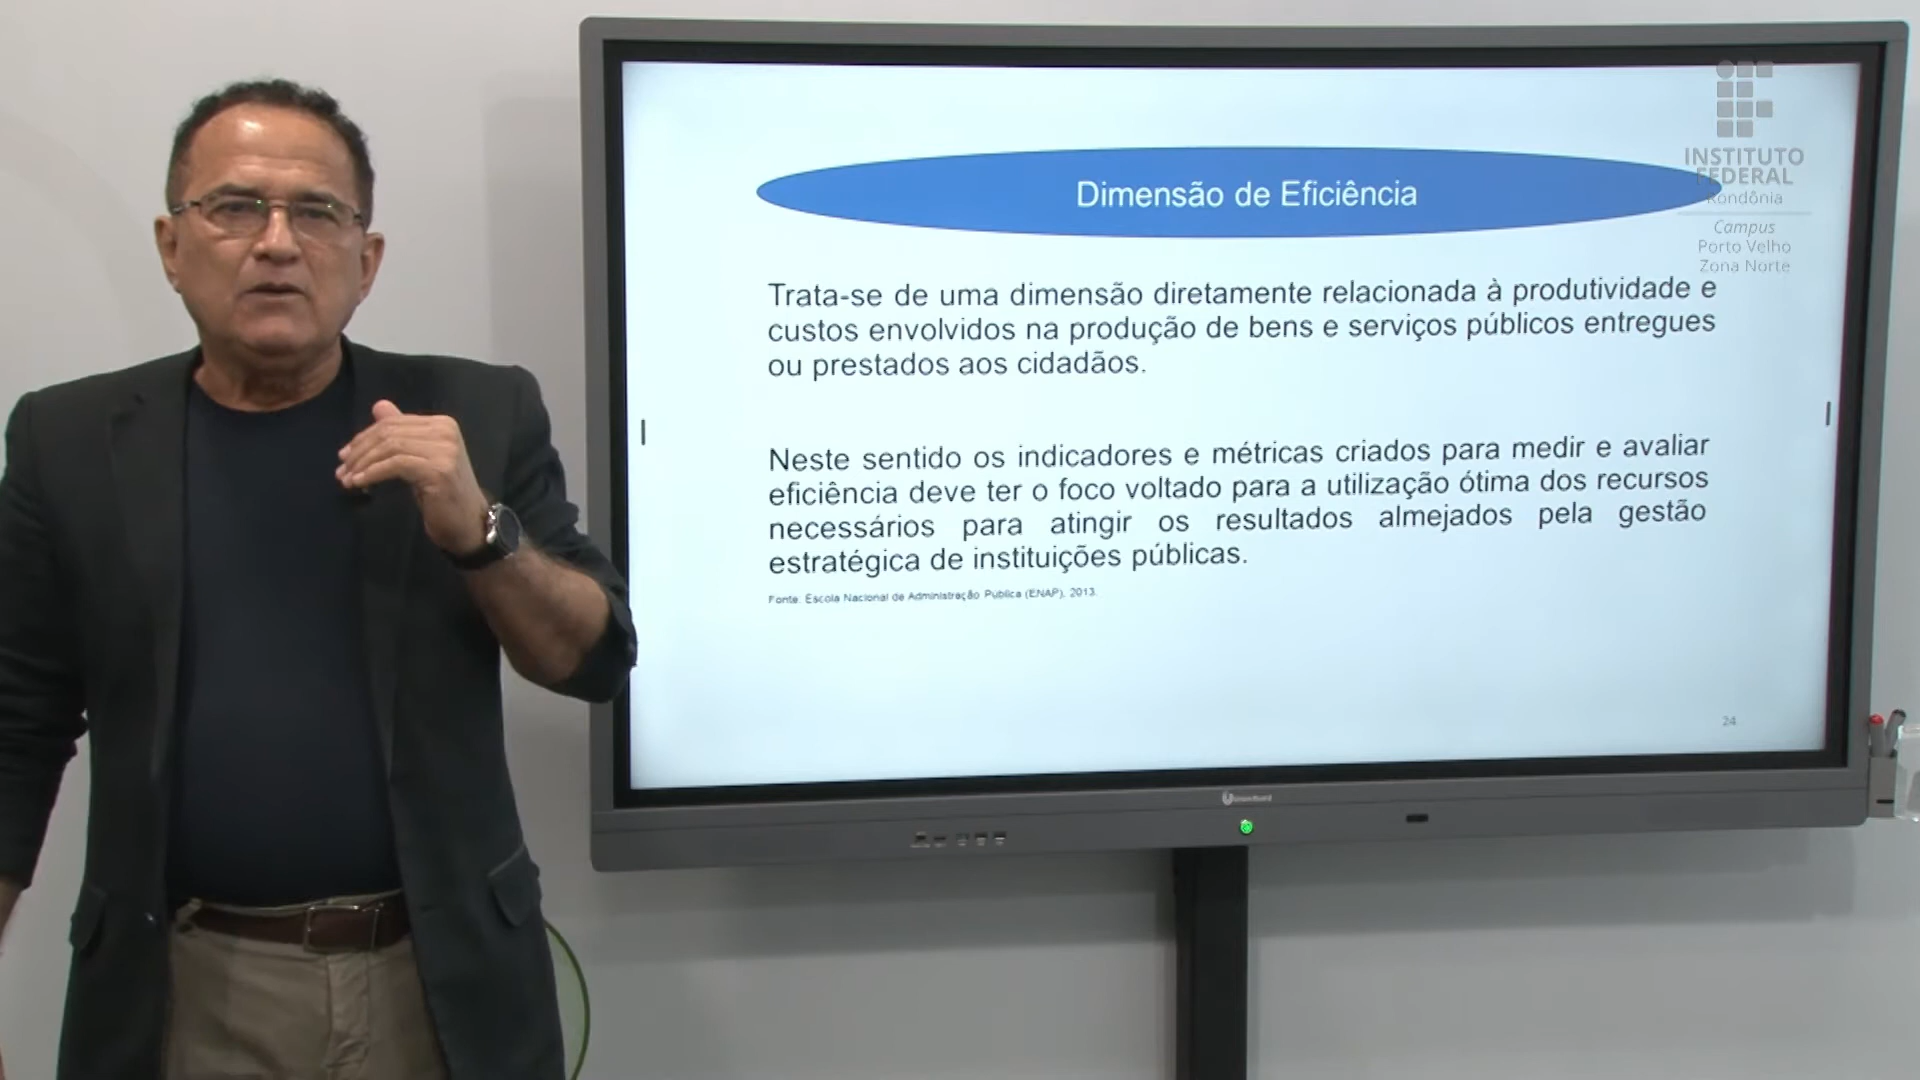 INSTITUTO
FEDERAL
Rondônia
Campus
Porto Velho
Zona Norte
Dimensão de Eficiência
Trata-se de uma dimensão diretamente relacionada à produtividade e
custos envolvidos na produção de bens e serviços públicos entregues
ou prestados aos cidadãos.
Neste sentido os indicadores e métricas criados para medir e avaliar
eficiência deve ter o foco voltado para a utilização ótima dos recursos
necessários para atingir os resultados almejados pela gestão
estratégica de instituições públicas.
Fonte: Escola Nacional de Administração Pública (ENAP), 2013.
24